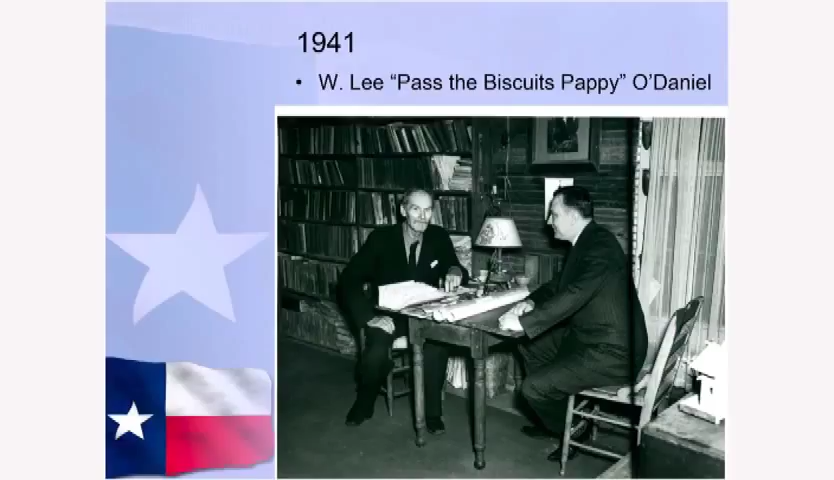 1941
• W. Lee “Pass the Biscuits Pappy” O’Daniel